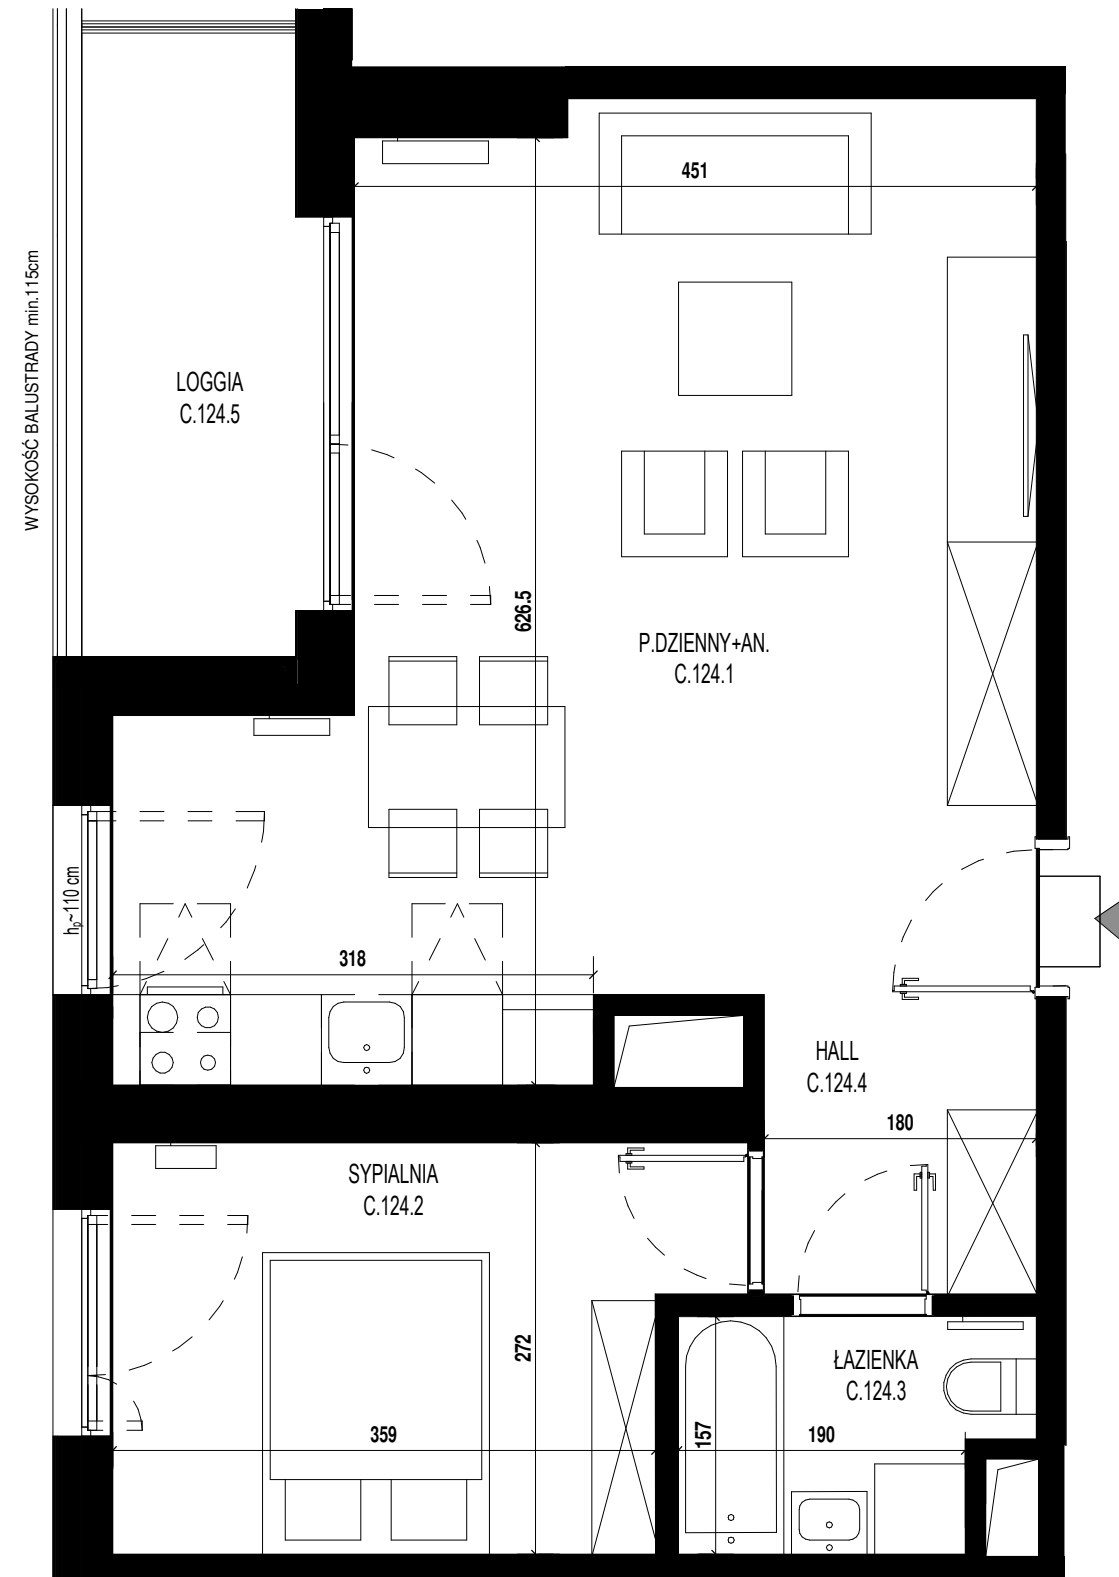 451
WYSOKOŚĆ BALUSTRADY min.115cm
LOGGIA
C.124.5
626.5
P.DZIENNY+AN.
C.124.1
hp~110 cm
318
HALL
C.124.4
180
SYPIALNIA
C.124.2
272
359
ŁAZIENKA
C.124.3
157
190